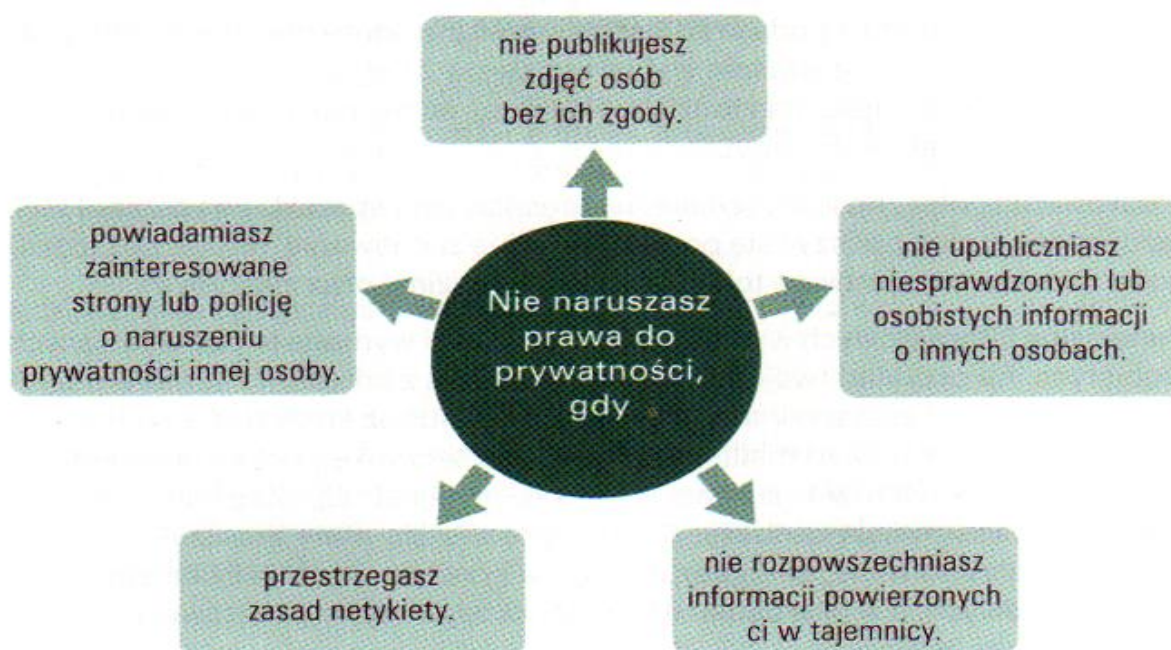 nie publikujesz
zdjęć osób
bez ich zgody.
powiadamiasz
zainteresowane
strony lub policję
o naruszeniu
prywatności innej osoby.
Nie naruszasz
prawa do
prywatności,
gdy
nie upubliczniasz
niesprawdzonych lub
osobistych informacji
o innych osobach.
przestrzegasz
zasad netykiety.
nie rozpowszechniasz
informacji powierzonych
ci w tajemnicy.